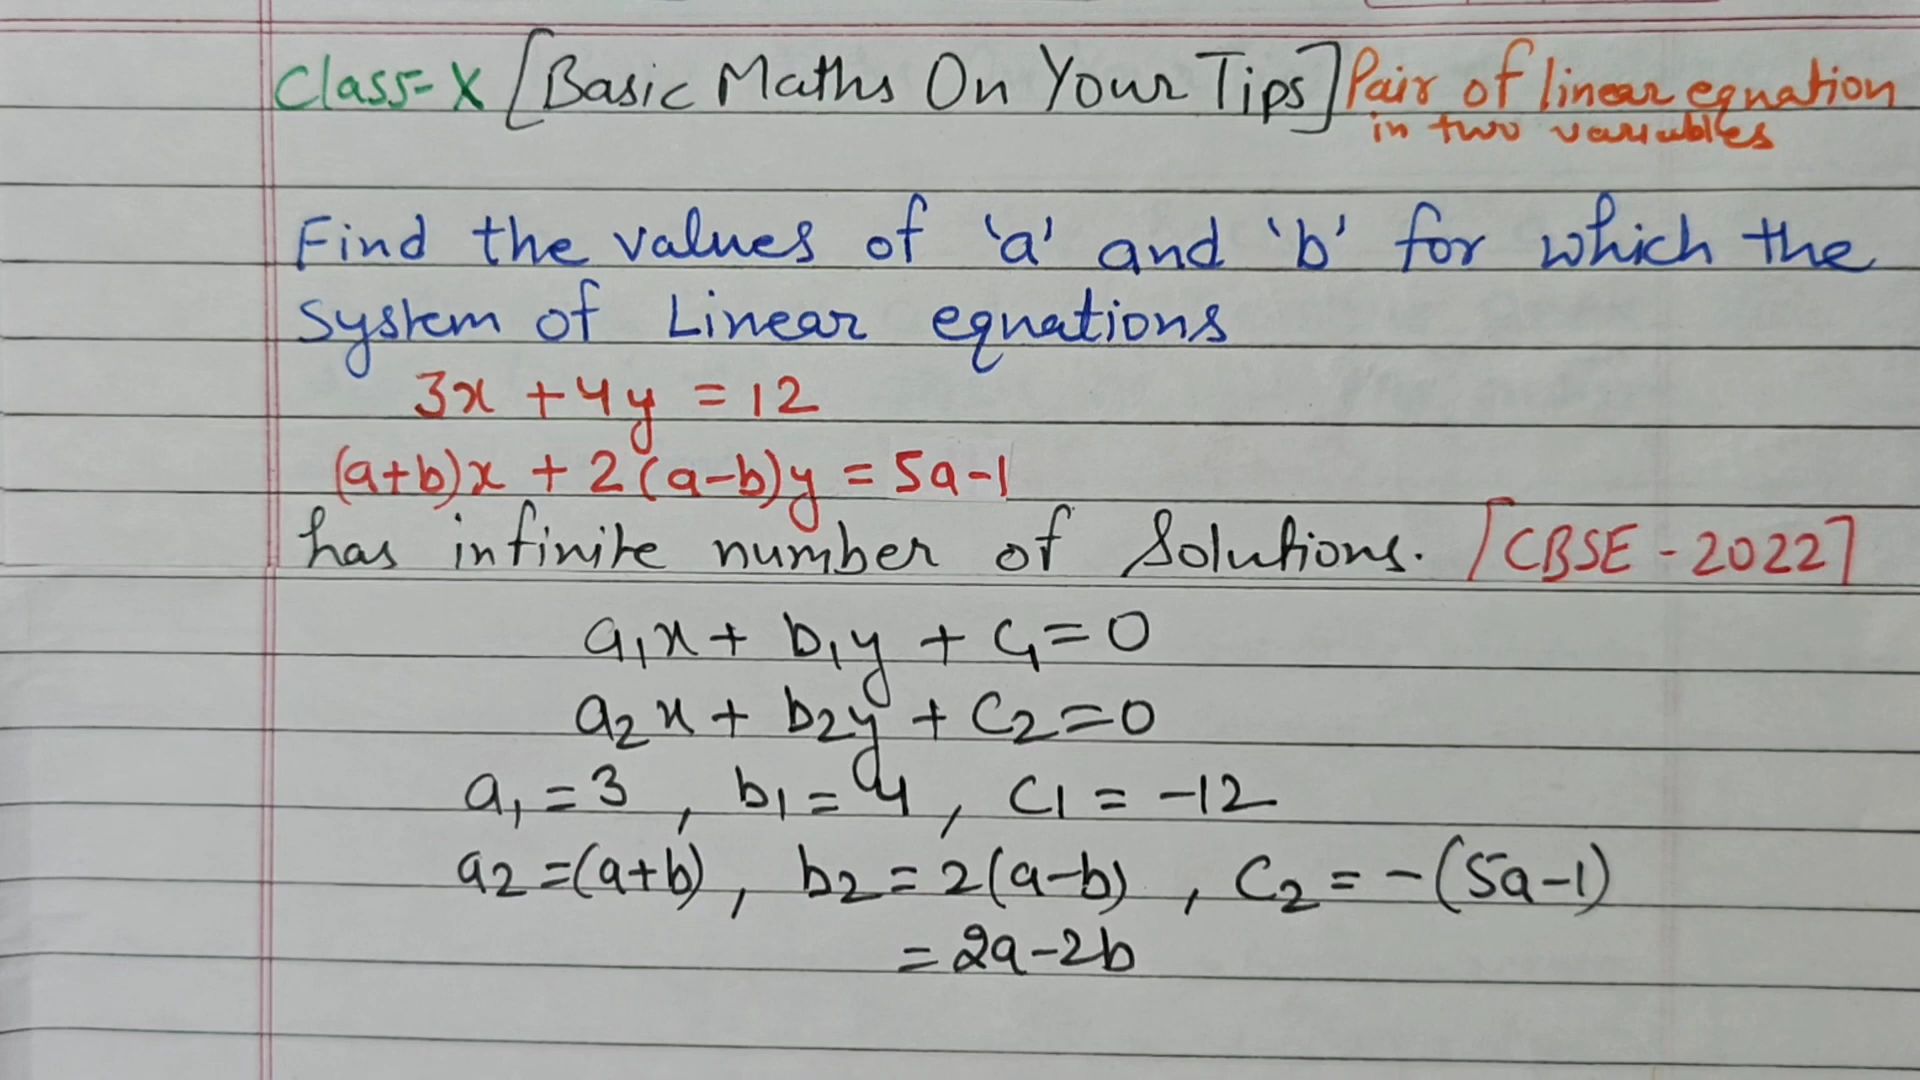 Class-X [Basic Maths On Your Tips] Pair of linear equation
in two variables
Find the values of 'a' and 'b' for which the
System of Linear equations
3x + 4y = 12
(a+b)x + 2(a-b)y = 5a-1
has infinite number of Solutions. [CBSE - 2022]
a₁x + b₁y + c₁ = 0
a₂x + b₂y + c₂ = 0
a₁ = 3 , b₁ = 4 , c₁ = -12
a₂ = (a+b) , b₂ = 2(a-b) , c₂ = -(5a-1)
= 2a-2b